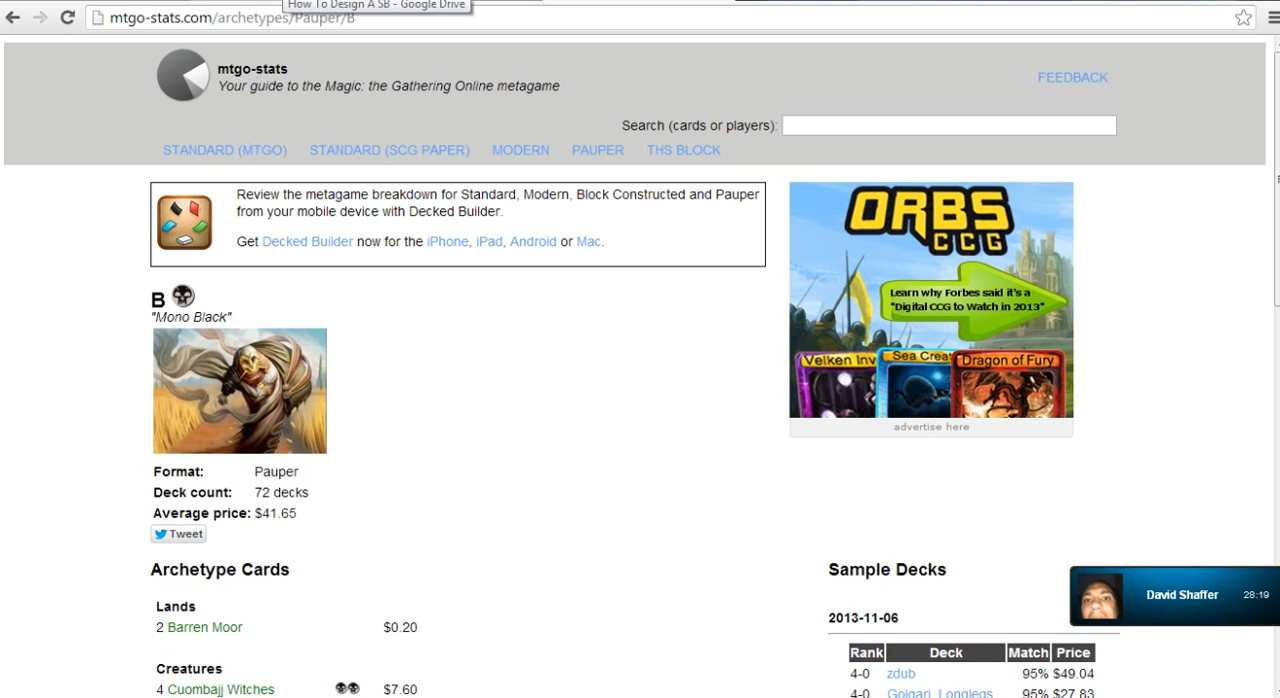 How To Design A SB - Google Drive
mtgo-stats.com/archetypes/Pauper/B
mtgo-stats
Your guide to the Magic: the Gathering Online metagame
FEEDBACK
Search (cards or players):
STANDARD (MTGO) STANDARD (SCG PAPER) MODERN PAUPER THS BLOCK
Review the metagame breakdown for Standard, Modern, Block Constructed and Pauper
from your mobile device with Decked Builder.
Get Decked Builder now for the iPhone, iPad, Android or Mac.
ORBS
CCG
Learn why Forbes said it's a
"Digital CCG to Watch in 2013"
Velken Inv
Sea Crea
Dragon of Fury
advertise here
B
"Mono Black"
Format: Pauper
Deck count: 72 decks
Average price: $41.65
Tweet
Archetype Cards
Lands
2 Barren Moor $0.20
Creatures
4 Cuombajj Witches $7.60
Sample Decks
2013-11-06
Rank Deck Match Price
4-0 zdub 95% $49.04
4-0 Golgari_Longlegs 95% $27.83
David Shaffer 28:19